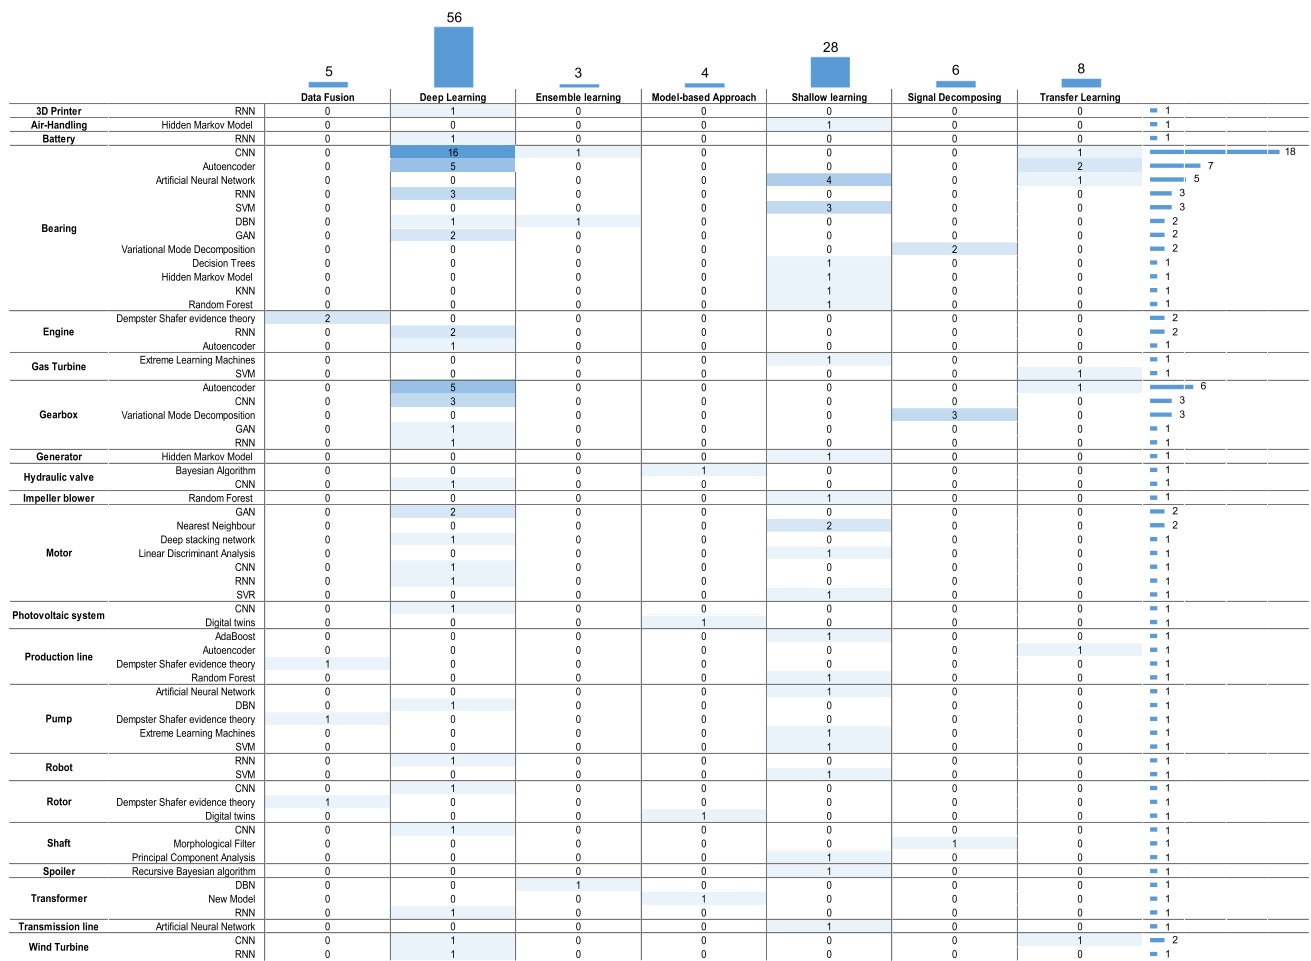 56
28
5 3 4 6 8
Data Fusion Deep Learning Ensemble learning Model-based Approach Shallow learning Signal Decomposing Transfer Learning
3D Printer RNN 0 1 0 0 0 0 0 1
Air-Handling Hidden Markov Model 0 0 0 0 1 0 0 1
Battery RNN 0 1 0 0 0 0 0 1
CNN 0 16 1 0 0 0 1 18
Autoencoder 0 5 0 0 0 0 2 7
Artificial Neural Network 0 0 0 0 4 0 1 5
RNN 0 3 0 0 0 0 0 3
SVM 0 0 0 0 3 0 0 3
DBN 0 1 1 0 0 0 0 2
Bearing
GAN 0 2 0 0 0 0 0 2
Variational Mode Decomposition 0 0 0 0 0 2 0 2
Decision Trees 0 0 0 0 1 0 0 1
Hidden Markov Model 0 0 0 0 1 0 0 1
KNN 0 0 0 0 1 0 0 1
Random Forest 0 0 0 0 1 0 0 1
Dempster Shafer evidence theory 2 0 0 0 0 0 0 2
Engine RNN 0 2 0 0 0 0 0 2
Autoencoder 0 1 0 0 0 0 0 1
Gas Turbine
Extreme Learning Machines 0 0 0 0 1 0 0 1
SVM 0 0 0 0 0 0 1 1
Autoencoder 0 5 0 0 0 0 1 6
CNN 0 3 0 0 0 0 0 3
Gearbox Variational Mode Decomposition 0 0 0 0 0 3 0 3
GAN 0 1 0 0 0 0 0 1
RNN 0 1 0 0 0 0 0 1
Generator Hidden Markov Model 0 0 0 0 1 0 0 1
Hydraulic valve
Bayesian Algorithm 0 0 0 1 0 0 0 1
CNN 0 1 0 0 0 0 0 1
Impeller blower Random Forest 0 0 0 0 1 0 0 1
GAN 0 2 0 0 0 0 0 2
Nearest Neighbour 0 0 0 0 2 0 0 2
Deep stacking network 0 1 0 0 0 0 0 1
Motor Linear Discriminant Analysis 0 0 0 0 1 0 0 1
CNN 0 1 0 0 0 0 0 1
RNN 0 1 0 0 0 0 0 1
SVR 0 0 0 0 1 0 0 1
Photovoltaic system
CNN 0 1 0 0 0 0 0 1
Digital twins 0 0 0 1 0 0 0 1
AdaBoost 0 0 0 0 1 0 0 1
Production line
Autoencoder 0 0 0 0 0 0 1 1
Dempster Shafer evidence theory 1 0 0 0 0 0 0 1
Random Forest 0 0 0 0 1 0 0 1
Artificial Neural Network 0 0 0 0 1 0 0 1
DBN 0 1 0 0 0 0 0 1
Pump Dempster Shafer evidence theory 1 0 0 0 0 0 0 1
Extreme Learning Machines 0 0 0 0 1 0 0 1
SVM 0 0 0 0 1 0 0 1
Robot
RNN 0 1 0 0 0 0 0 1
SVM 0 0 0 0 1 0 0 1
CNN 0 1 0 0 0 0 0 1
Rotor Dempster Shafer evidence theory 1 0 0 0 0 0 0 1
Digital twins 0 0 0 1 0 0 0 1
CNN 0 1 0 0 0 0 0 1
Shaft Morphological Filter 0 0 0 0 0 1 0 1
Principal Component Analysis 0 0 0 0 1 0 0 1
Spoiler Recursive Bayesian algorithm 0 0 0 0 1 0 0 1
DBN 0 0 1 0 0 0 0 1
Transformer New Model 0 0 0 1 0 0 0 1
RNN 0 1 0 0 0 0 0 1
Transmission line Artificial Neural Network 0 0 0 0 1 0 0 1
Wind Turbine
CNN 0 1 0 0 0 0 1 2
RNN 0 1 0 0 0 0 0 1